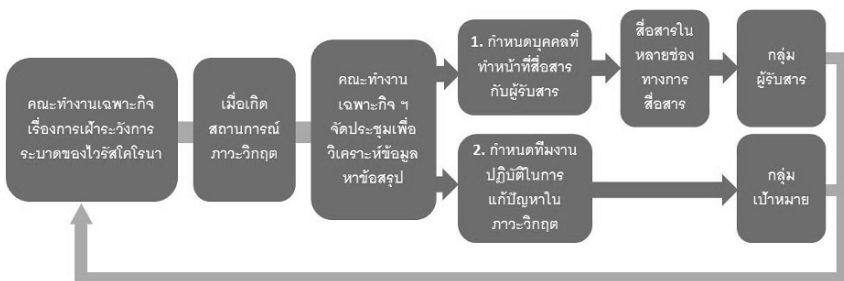 คณะทำงานเฉพาะกิจ
เรื่องการเฝ้าระวังการ
ระบาดของไวรัสโคโรนา
เมื่อเกิด
สถานการณ์
ภาวะวิกฤต
คณะทำงาน
เฉพาะกิจ ฯ
จัดประชุมเพื่อ
วิเคราะห์ข้อมูล
หาข้อสรุป
1. กำหนดบุคคลที่
ทำหน้าที่สื่อสาร
กับผู้รับสาร
สื่อสารใน
หลายช่อง
ทางการ
สื่อสาร
กลุ่ม
ผู้รับสาร
2. กำหนดทีมงาน
ปฏิบัติในการ
แก้ปัญหาใน
ภาวะวิกฤต
กลุ่ม
เป้าหมาย